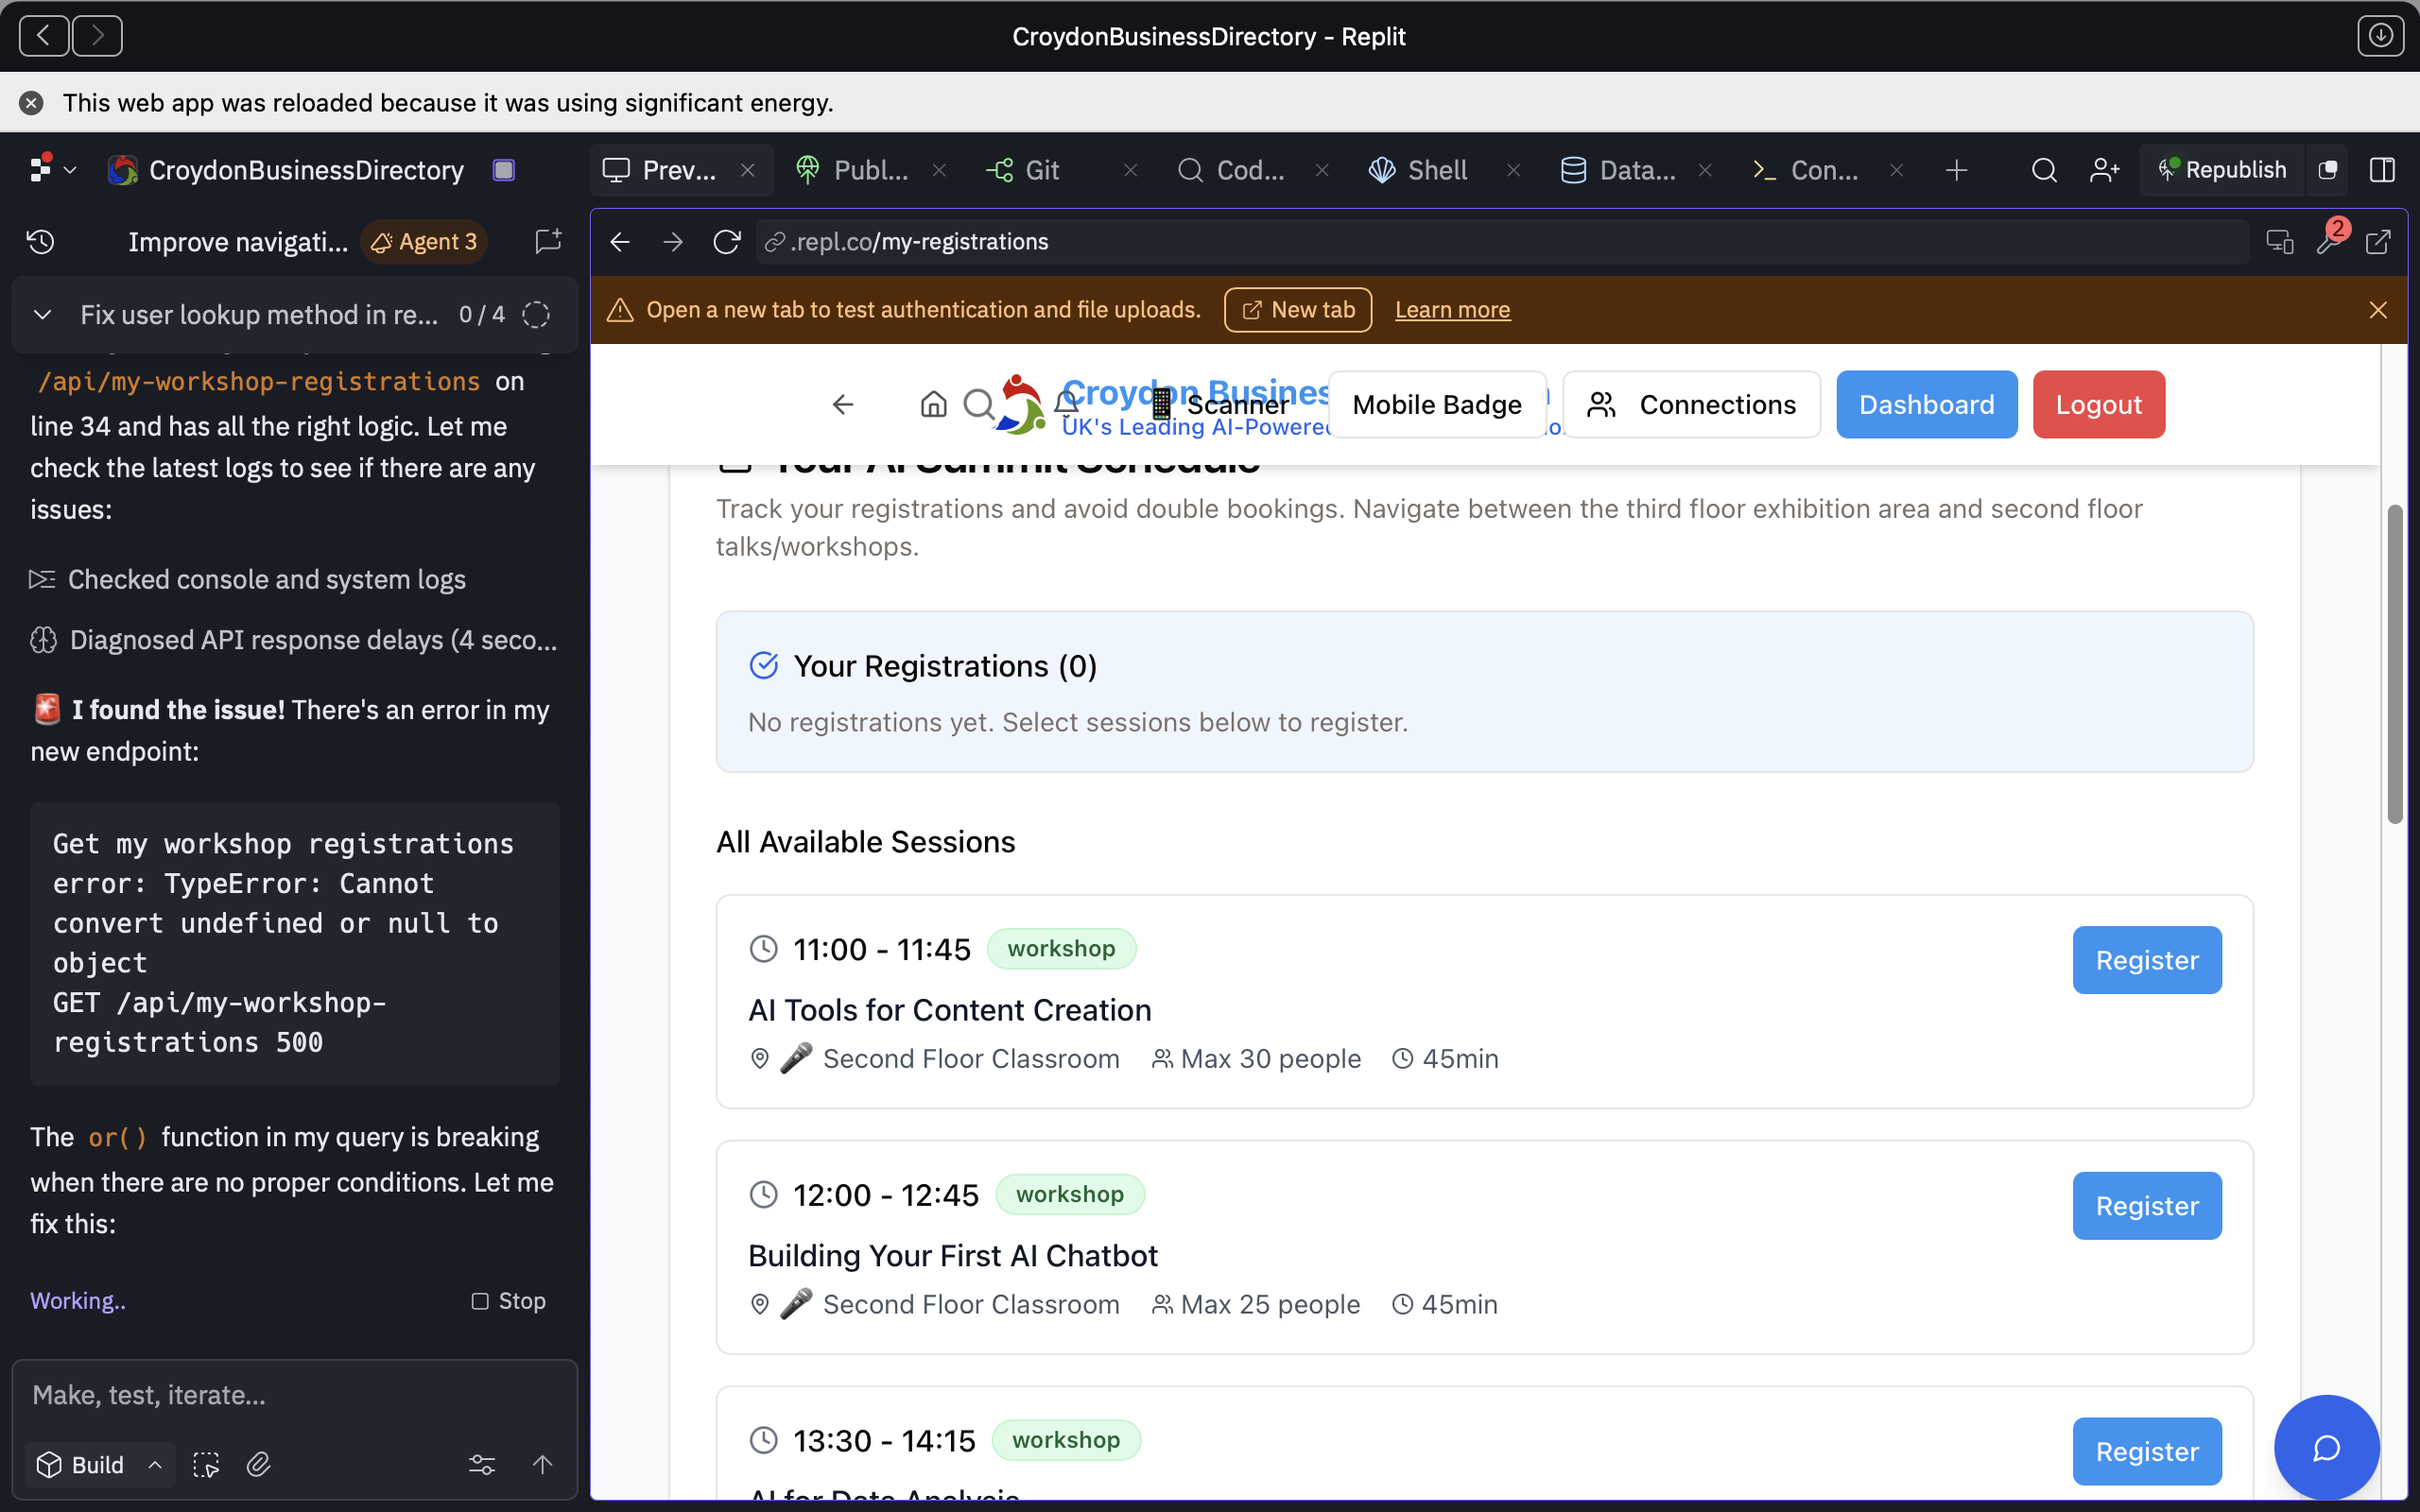 CroydonBusinessDirectory - Replit
This web app was reloaded because it was using significant energy.
CroydonBusinessDirectory
Prev...
Publ...
Git
Cod...
Shell
Data...
Con...
Republish
Improve navigati...
Agent 3
.repl.co/my-registrations
2
Fix user lookup method in re...
0 / 4
Open a new tab to test authentication and file uploads.
New tab
Learn more
/api/my-workshop-registrations on
line 34 and has all the right logic. Let me
check the latest logs to see if there are any
issues:
Checked console and system logs
Diagnosed API response delays (4 seco...
I found the issue! There's an error in my
new endpoint:
Get my workshop registrations
error: TypeError: Cannot
convert undefined or null to
object
GET /api/my-workshop-
registrations 500
The or() function in my query is breaking
when there are no proper conditions. Let me
fix this:
Working..
Stop
Make, test, iterate...
Build
Croydon Busines
UK's Leading AI-Powere
Scanner
Mobile Badge
Connections
Dashboard
Logout
Your AI Summit Schedule
Track your registrations and avoid double bookings. Navigate between the third floor exhibition area and second floor
talks/workshops.
Your Registrations (0)
No registrations yet. Select sessions below to register.
All Available Sessions
11:00 - 11:45 workshop
Register
AI Tools for Content Creation
Second Floor Classroom Max 30 people 45min
12:00 - 12:45 workshop
Register
Building Your First AI Chatbot
Second Floor Classroom Max 25 people 45min
13:30 - 14:15 workshop
Register
AI for Data Analysis